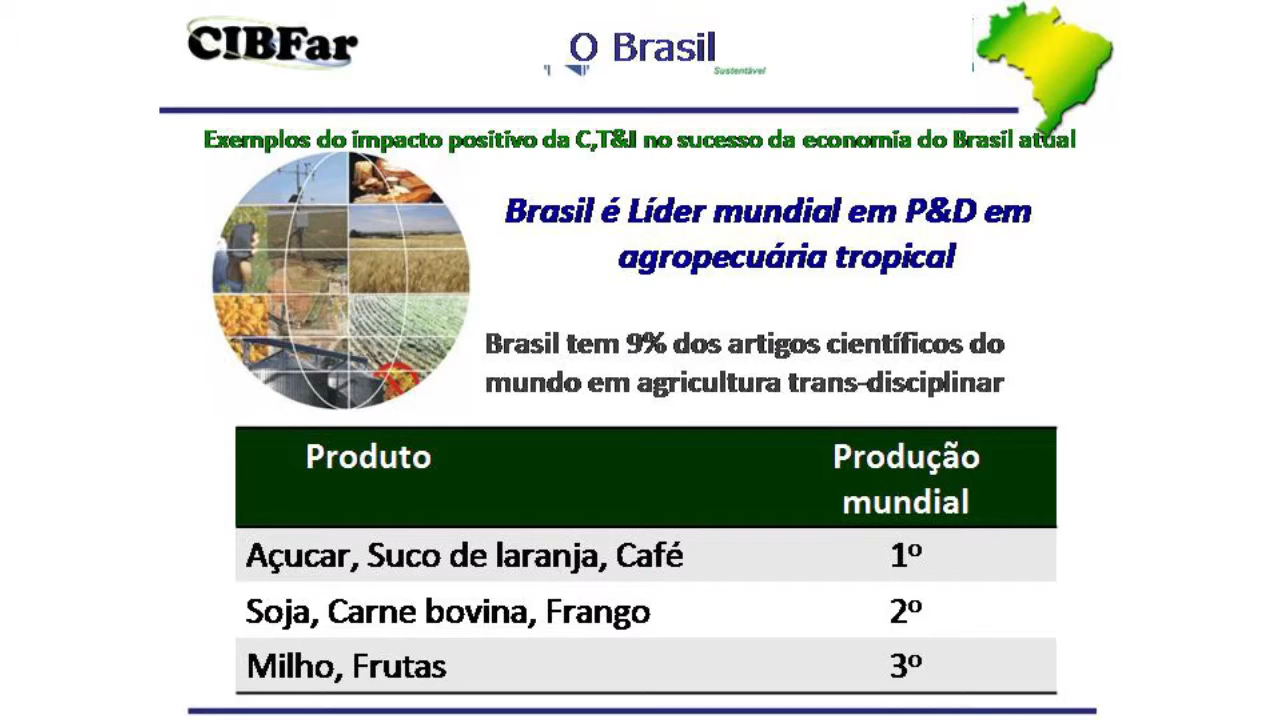 CIBFar
O Brasil
Sustentável
Exemplos do impacto positivo da C,T&I no sucesso da economia do Brasil atual
Brasil é Líder mundial em P&D em
agropecuária tropical
Brasil tem 9% dos artigos científicos do
mundo em agricultura trans-disciplinar
Produto Produção
mundial
Açucar, Suco de laranja, Café 1º
Soja, Carne bovina, Frango 2º
Milho, Frutas 3º